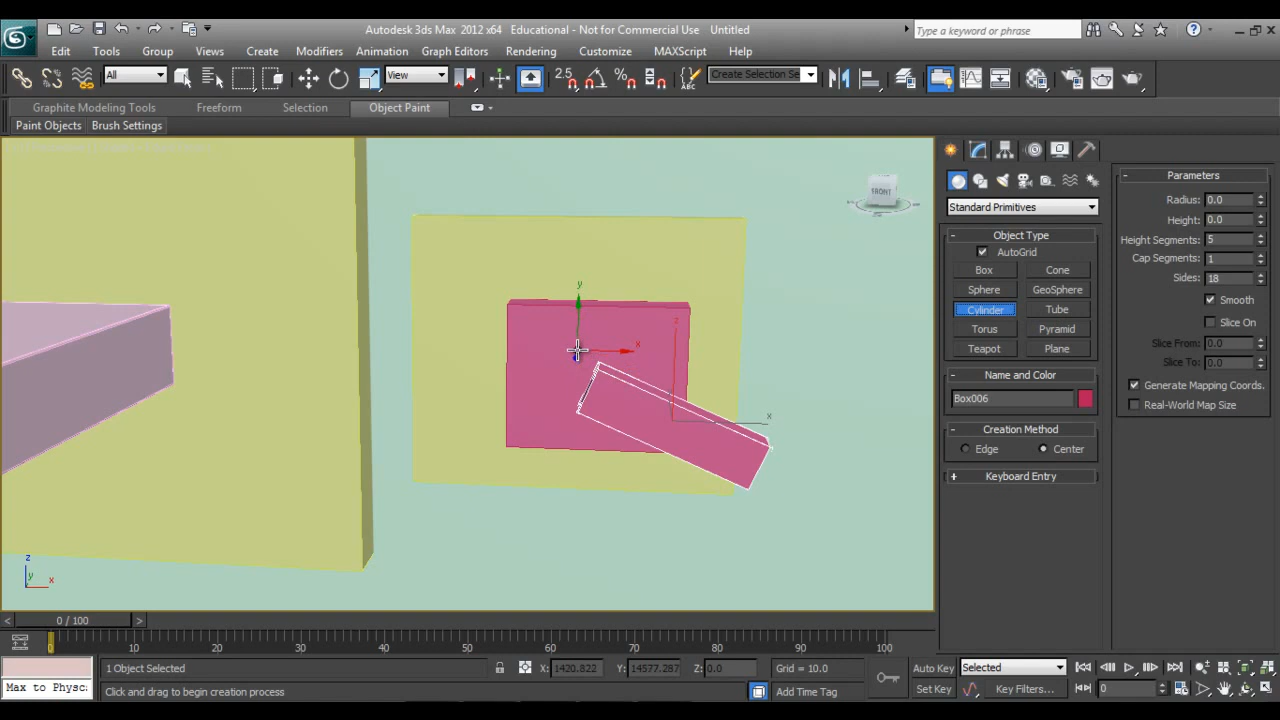 Autodesk 3ds Max 2012 x64    Educational - Not for Commercial Use    Untitled
Type a keyword or phrase
Edit Tools Group Views Create Modifiers Animation Graph Editors Rendering Customize MAXScript Help
All View 2.5 Create Selection Se
Graphite Modeling Tools Freeform Selection Object Paint
Paint Objects Brush Settings
Parameters
Radius: 0.0
Height: 0.0
Height Segments: 5
Cap Segments: 1
Sides: 18
Smooth
Slice On
Slice From: 0.0
Slice To: 0.0
Generate Mapping Coords.
Real-World Map Size
FRONT
Standard Primitives
Object Type
AutoGrid
Box Cone
Sphere GeoSphere
Cylinder Tube
Torus Pyramid
Teapot Plane
Name and Color
Box006
Creation Method
Edge Center
Keyboard Entry
y
x
z
x
z
y
x
0 / 100
0 10 20 30 40 50 60 70 80 90 100
1 Object Selected X: 1420.822 Y: 14577.287 Z: 0.0 Grid = 10.0 Auto Key Selected
Max to Physc Click and drag to begin creation process Add Time Tag Set Key Key Filters... 0